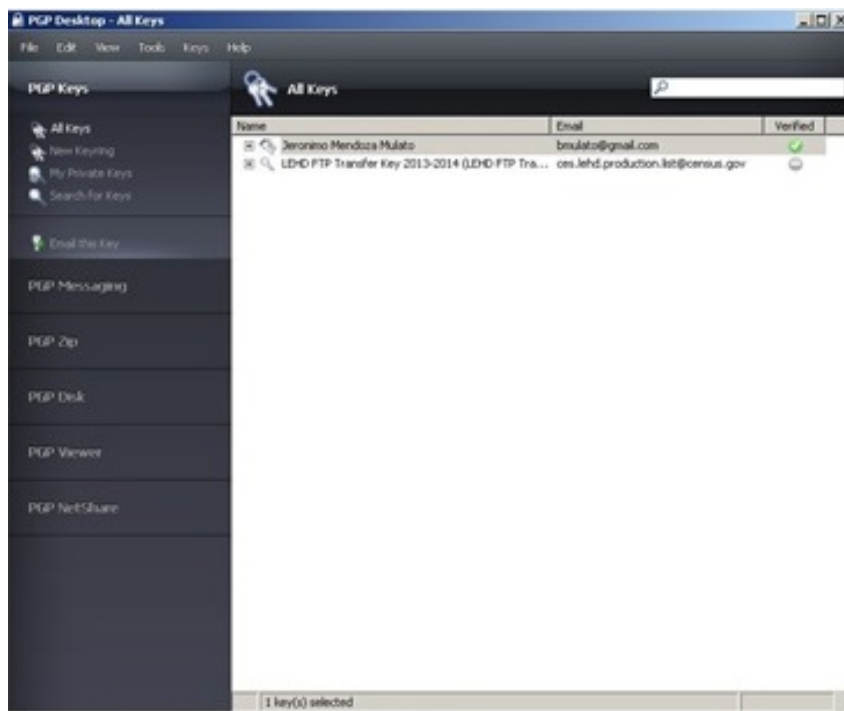 PGP Desktop - All Keys
File Edit View Tools Keys Help
PGP Keys
All Keys
All Keys
New Keyring
My Private Keys
Search for Keys
Email this Key
PGP Messaging
PGP Zip
PGP Disk
PGP Viewer
PGP NetShare
Name Email Verified
Jeronimo Mendoza Mulato bmulato@gmail.com
LEHD FTP Transfer Key 2013-2014 (LEHD FTP Tra... ces.lehd.production.list@census.gov
1 key(s) selected